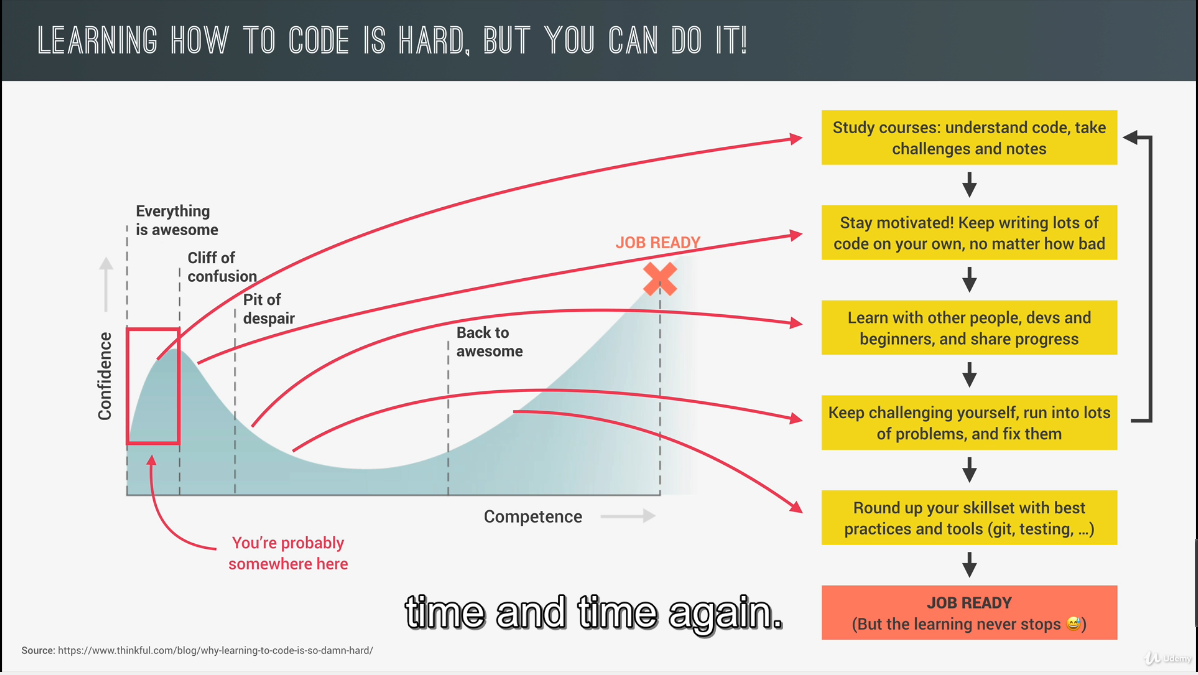 LEARNING HOW TO CODE IS HARD, BUT YOU CAN DO IT!
Everything
is awesome
Cliff of
confusion
Pit of
despair
Back to
awesome
JOB READY
Confidence
Competence
You’re probably
somewhere here
Study courses: understand code, take
challenges and notes
Stay motivated! Keep writing lots of
code on your own, no matter how bad
Learn with other people, devs and
beginners, and share progress
Keep challenging yourself, run into lots
of problems, and fix them
Round up your skillset with best
practices and tools (git, testing, …)
JOB READY
(But the learning never stops 😅)
time and time again.
Source: https://www.thinkful.com/blog/why-learning-to-code-is-so-damn-hard/
Udemy